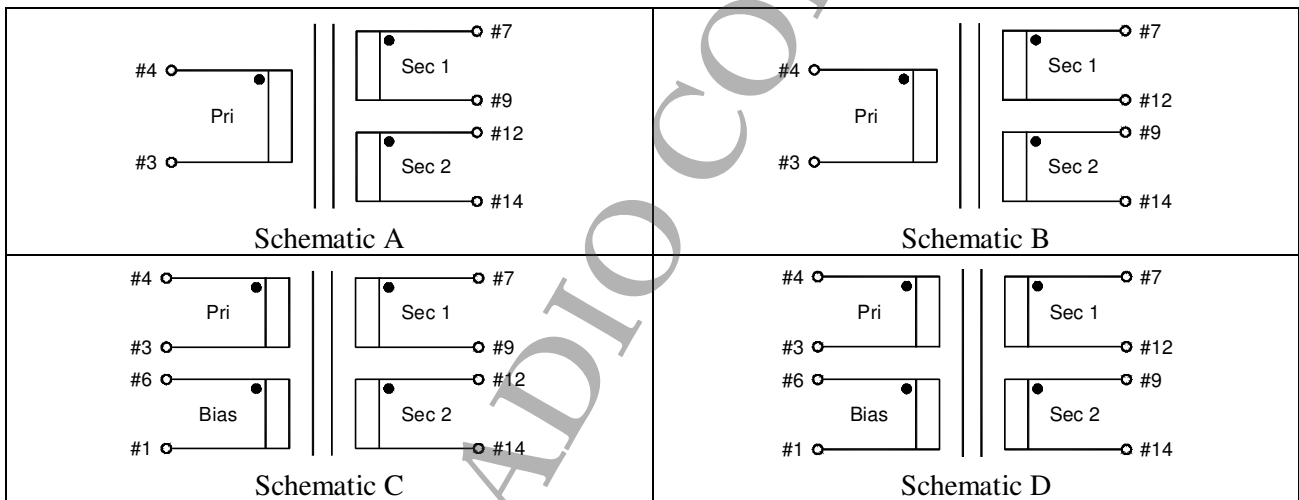 #4
Pri
#3
#7
Sec 1
#9
#12
Sec 2
#14
Schematic A
#4
Pri
#3
#7
Sec 1
#12
#9
Sec 2
#14
Schematic B
#4
Pri
#3
#6
Bias
#1
#7
Sec 1
#9
#12
Sec 2
#14
Schematic C
#4
Pri
#3
#6
Bias
#1
#7
Sec 1
#12
#9
Sec 2
#14
Schematic D
ADIO CO